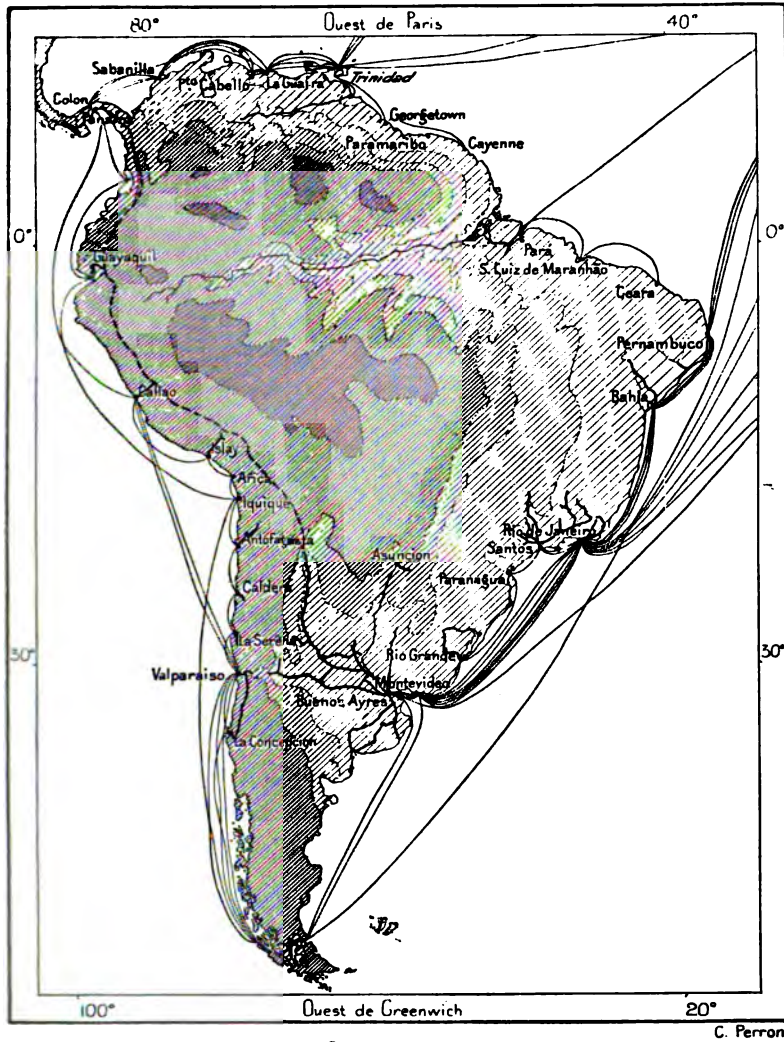 80° Ouest de Paris 40°
Sabanilla
Pto Cabello
La Guaira
Trinidad
Colon
Panama
Georgetown
Paramaribo
Cayenne
0° 0°
Guayaquil
Para
S. Luiz de Maranhão
Ceara
Pernambuco
Callao
Bahia
Islay
Arica
Iquique
Rio de Janeiro
Antofagasta
Santos
Asuncion
Caldera
Paranagua
La Serena
30° 30°
Rio Grande
Valparaiso
Montevideo
Buenos Ayres
La Concepcion
100° Ouest de Greenwich 20°
C. Perron